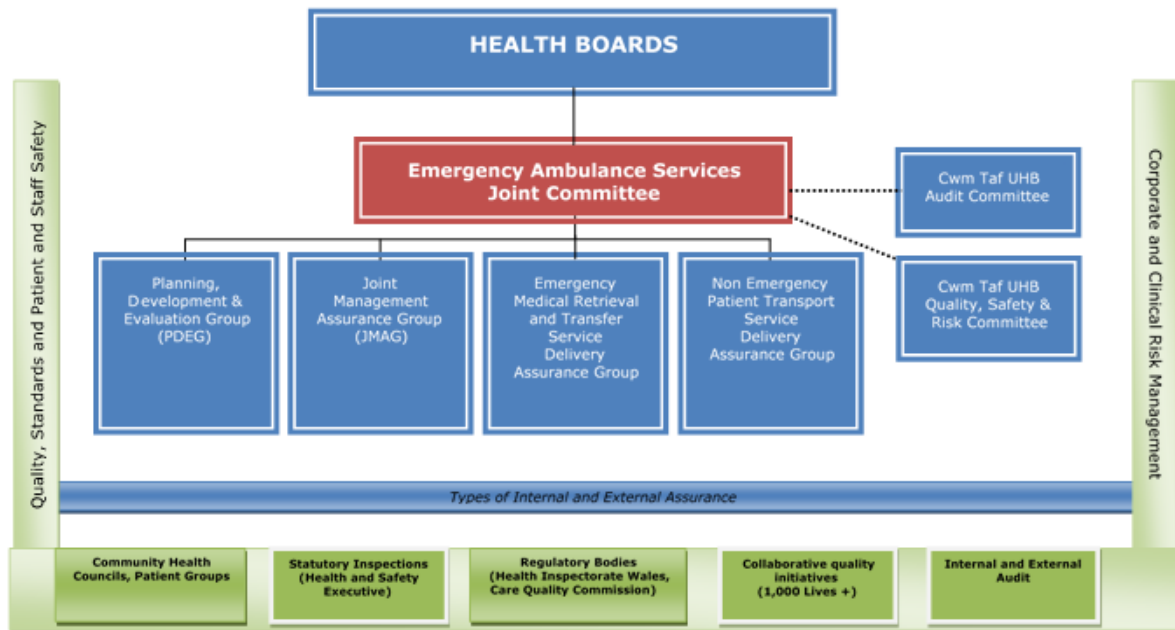 HEALTH BOARDS
Quality, Standards and Patient and Staff Safety
Corporate and Clinical Risk Management
Emergency Ambulance Services
Joint Committee
Cwm Taf UHB
Audit Committee
Cwm Taf UHB
Quality, Safety &
Risk Committee
Planning,
Development &
Evaluation Group
(PDEG)
Joint
Management
Assurance Group
(JMAG)
Emergency
Medical Retrieval
and Transfer
Service
Delivery
Assurance Group
Non Emergency
Patient Transport
Service
Delivery
Assurance Group
Types of Internal and External Assurance
Community Health
Councils, Patient Groups
Statutory Inspections
(Health and Safety
Executive)
Regulatory Bodies
(Health Inspectorate Wales,
Care Quality Commission)
Collaborative quality
initiatives
(1,000 Lives +)
Internal and External
Audit